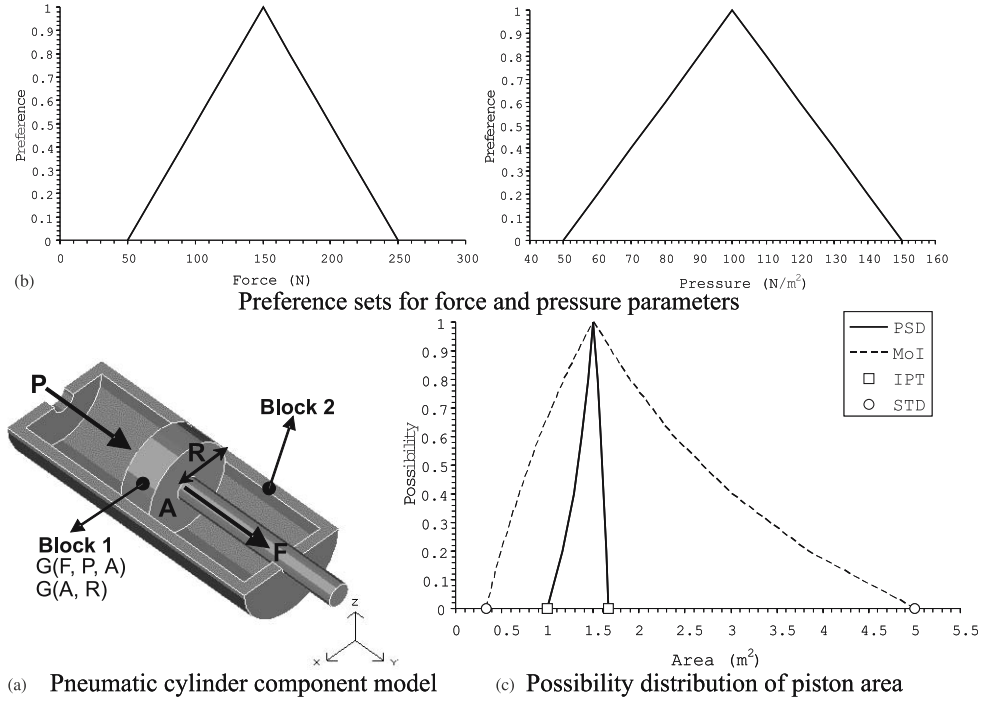 1
0.9
0.8
0.7
0.6
0.5
0.4
0.3
0.2
0.1
0
Preference
0 50 100 150 200 250 300
Force (N)
1
0.9
0.8
0.7
0.6
0.5
0.4
0.3
0.2
0.1
0
Preference
40 50 60 70 80 90 100 110 120 130 140 150 160
Pressure (N/m²)
(b)
Preference sets for force and pressure parameters
P
R
A
F
Block 2
Block 1
G(F, P, A)
G(A, R)
Z
X
Y
(a) Pneumatic cylinder component model
1
0.9
0.8
0.7
0.6
0.5
0.4
0.3
0.2
0.1
0
Possibility
0 0.5 1 1.5 2 2.5 3 3.5 4 4.5 5 5.5
Area (m²)
PSD
MoI
IPT
STD
(c) Possibility distribution of piston area